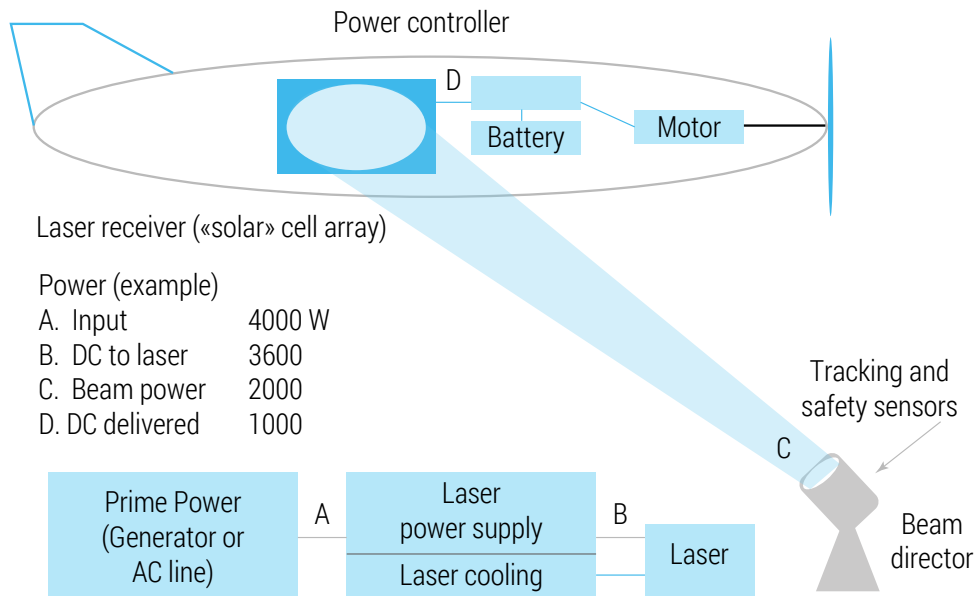 Power controller
D
Battery
Motor
Laser receiver («solar» cell array)
Power (example)
A. Input 4000 W
B. DC to laser 3600
C. Beam power 2000
D. DC delivered 1000
Tracking and
safety sensors
C
Beam
director
Prime Power
(Generator or
AC line)
A
Laser
power supply
Laser cooling
B
Laser